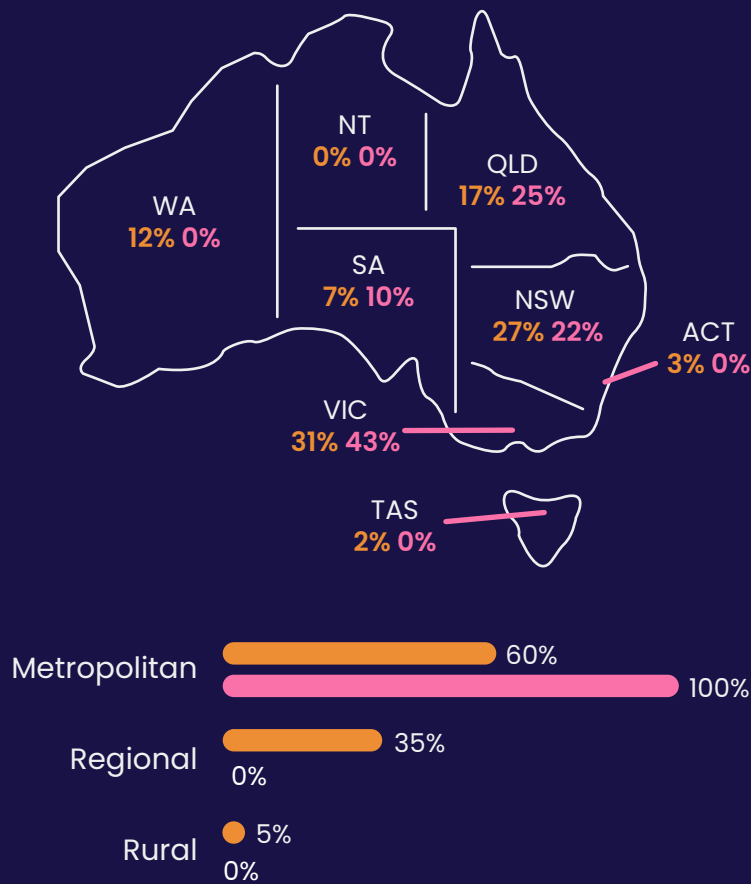 NT
0% 0%
QLD
17% 25%
WA
12% 0%
SA
7% 10%
NSW
27% 22%
ACT
3% 0%
VIC
31% 43%
TAS
2% 0%
Metropolitan
60%
100%
Regional
35%
0%
Rural
5%
0%